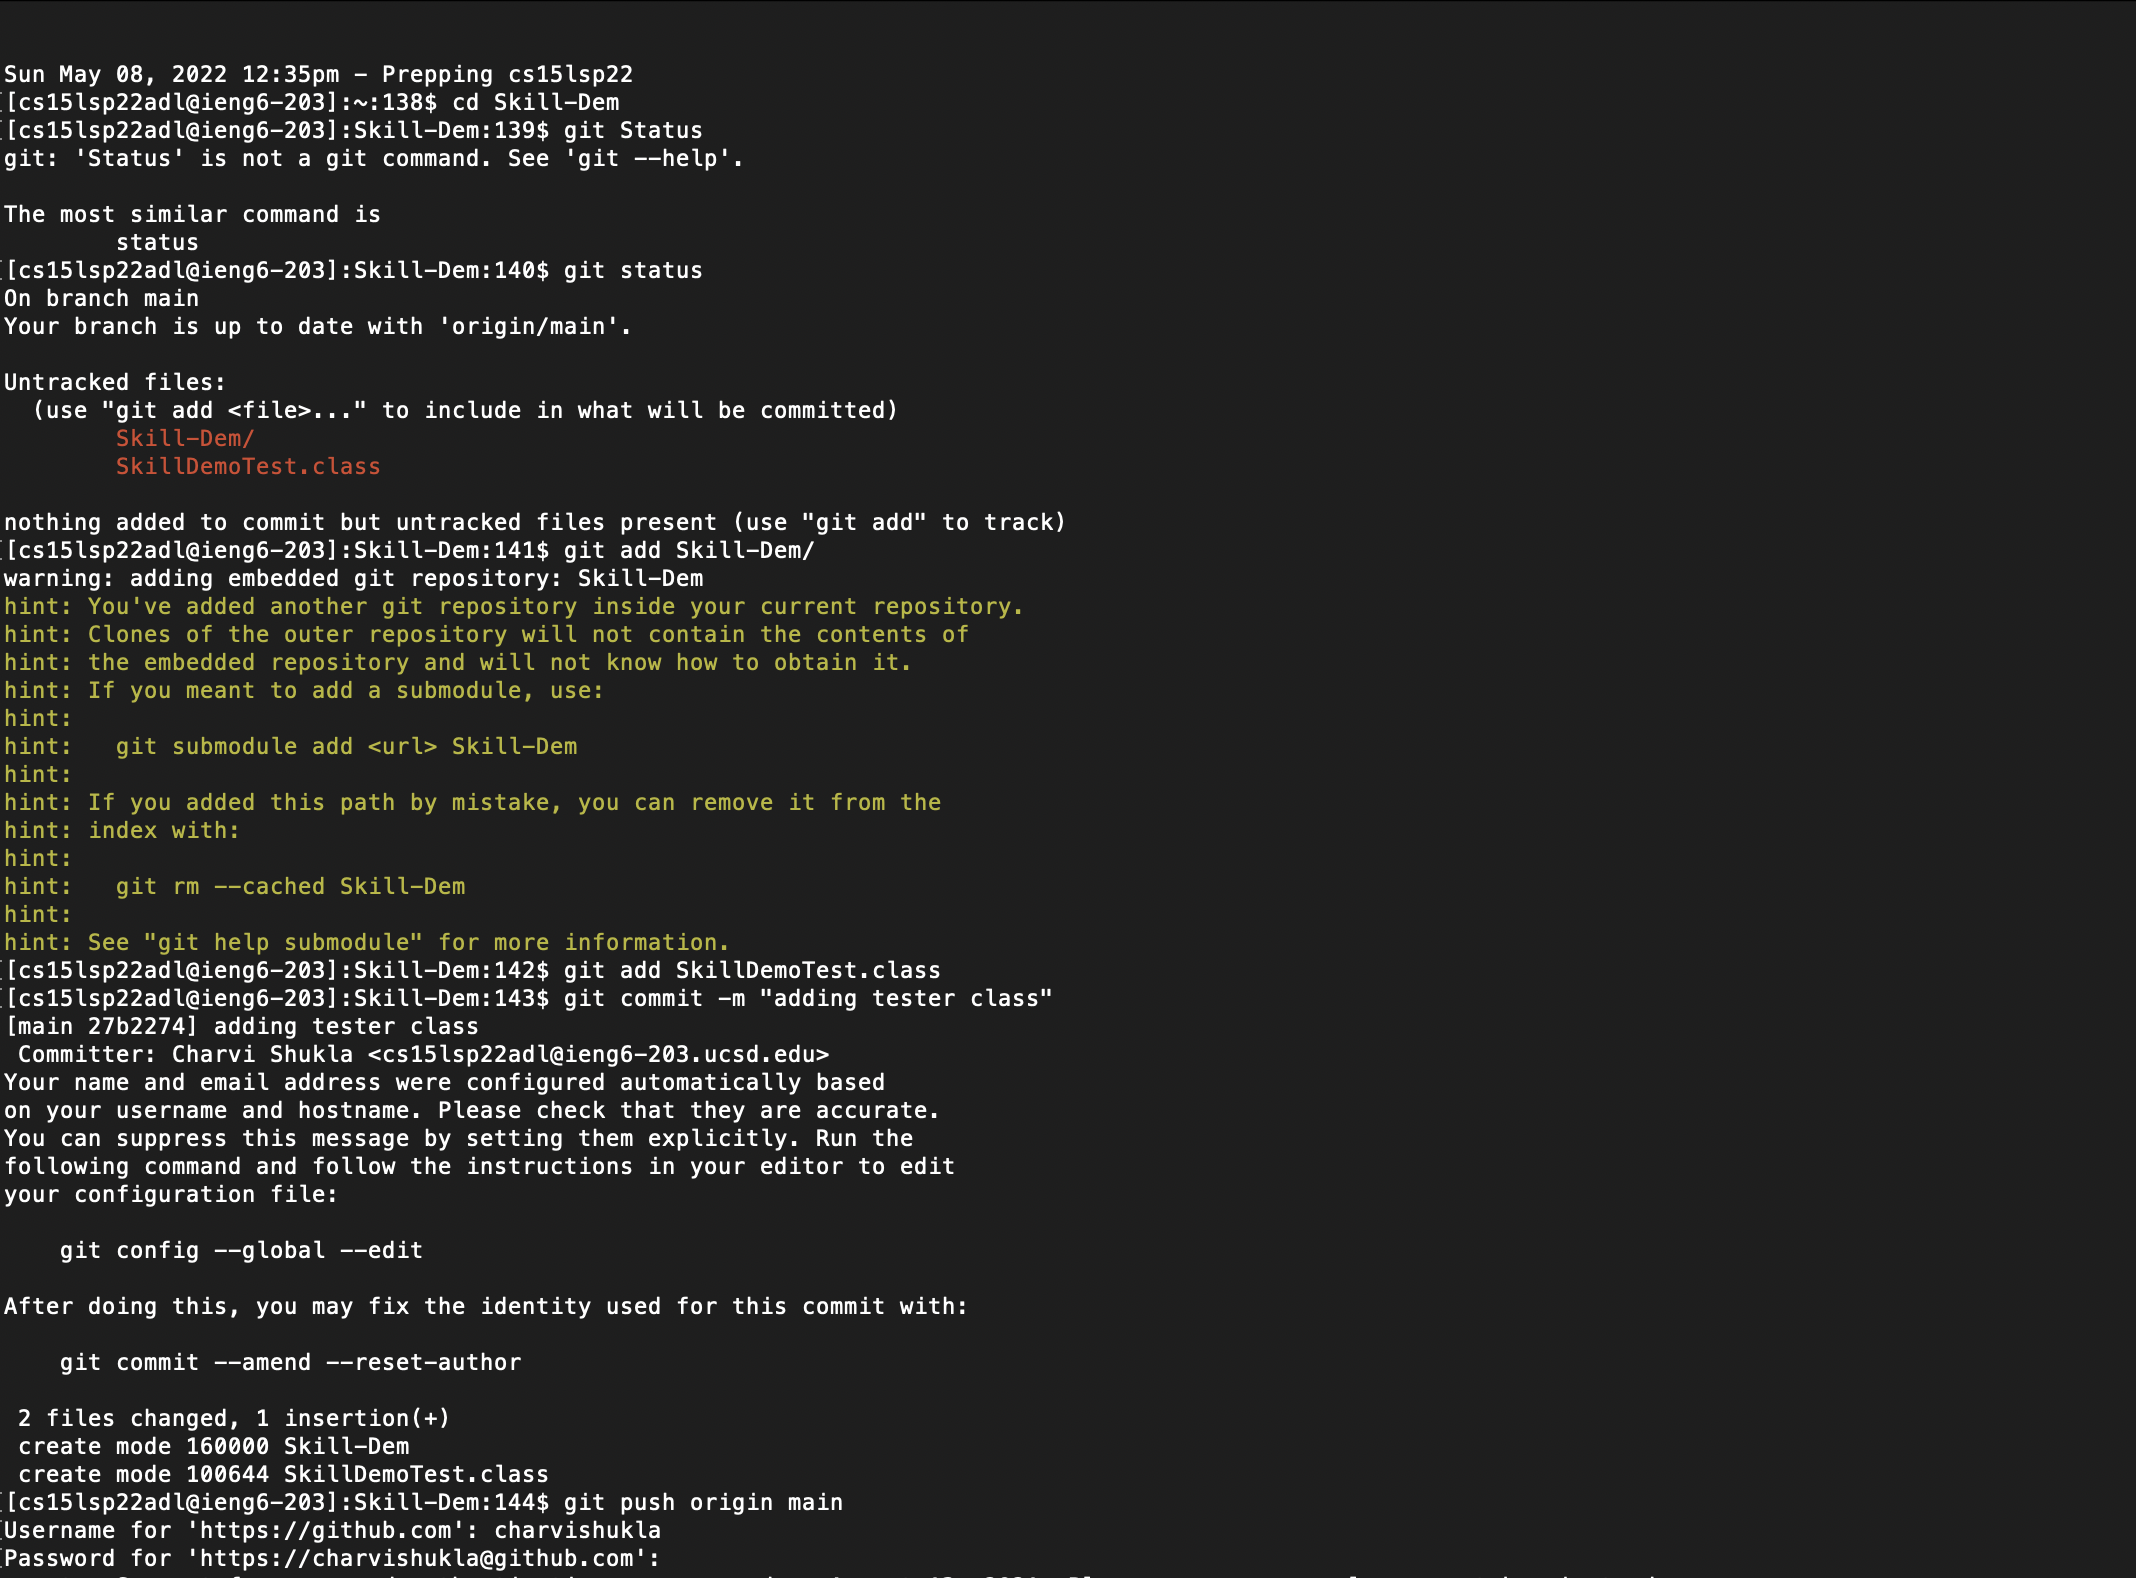 Sun May 08, 2022 12:35pm - Prepping cs15lsp22
[cs15lsp22adl@ieng6-203]:~:138$ cd Skill-Dem
[cs15lsp22adl@ieng6-203]:Skill-Dem:139$ git Status
git: 'Status' is not a git command. See 'git --help'.
The most similar command is
status
[cs15lsp22adl@ieng6-203]:Skill-Dem:140$ git status
On branch main
Your branch is up to date with 'origin/main'.
Untracked files:
(use "git add <file>..." to include in what will be committed)
Skill-Dem/
SkillDemoTest.class
nothing added to commit but untracked files present (use "git add" to track)
[cs15lsp22adl@ieng6-203]:Skill-Dem:141$ git add Skill-Dem/
warning: adding embedded git repository: Skill-Dem
hint: You've added another git repository inside your current repository.
hint: Clones of the outer repository will not contain the contents of
hint: the embedded repository and will not know how to obtain it.
hint: If you meant to add a submodule, use:
hint:
hint:   git submodule add <url> Skill-Dem
hint:
hint: If you added this path by mistake, you can remove it from the
hint: index with:
hint:
hint:   git rm --cached Skill-Dem
hint:
hint: See "git help submodule" for more information.
[cs15lsp22adl@ieng6-203]:Skill-Dem:142$ git add SkillDemoTest.class
[cs15lsp22adl@ieng6-203]:Skill-Dem:143$ git commit -m "adding tester class"
[main 27b2274] adding tester class
Committer: Charvi Shukla <cs15lsp22adl@ieng6-203.ucsd.edu>
Your name and email address were configured automatically based
on your username and hostname. Please check that they are accurate.
You can suppress this message by setting them explicitly. Run the
following command and follow the instructions in your editor to edit
your configuration file:
git config --global --edit
After doing this, you may fix the identity used for this commit with:
git commit --amend --reset-author
2 files changed, 1 insertion(+)
create mode 160000 Skill-Dem
create mode 100644 SkillDemoTest.class
[cs15lsp22adl@ieng6-203]:Skill-Dem:144$ git push origin main
Username for 'https://github.com': charvishukla
Password for 'https://charvishukla@github.com':